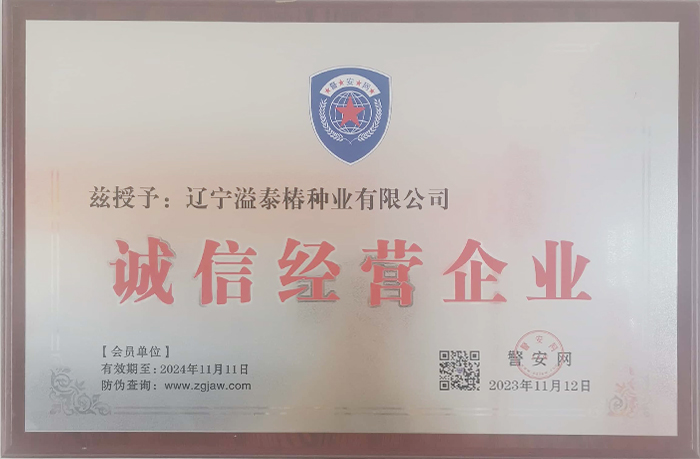 警安网
兹授予：辽宁溢泰椿种业有限公司
诚信经营企业
【会员单位】
有效期至：2024年11月11日
防伪查询：www.zgjaw.com
警安网
警安网
2023年11月12日